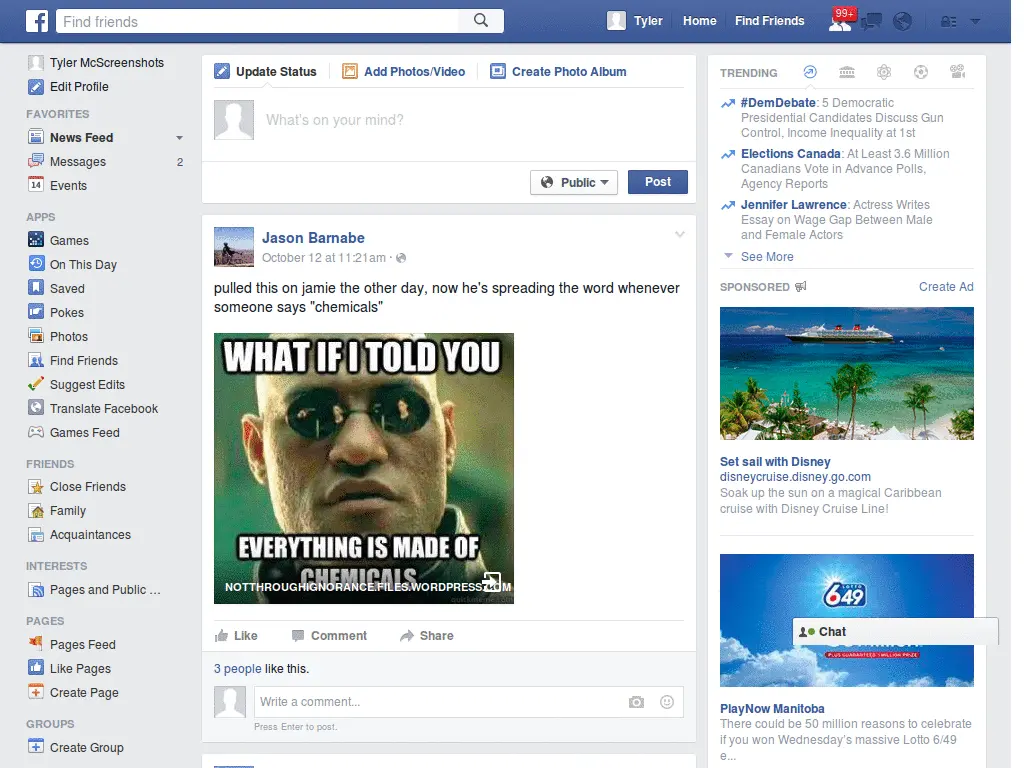 Find friends
Tyler
Home
Find Friends
99+
Tyler McScreenshots
Edit Profile
FAVORITES
News Feed
Messages 2
14 Events
APPS
Games
On This Day
Saved
Pokes
Photos
Find Friends
Suggest Edits
Translate Facebook
Games Feed
FRIENDS
Close Friends
Family
Acquaintances
INTERESTS
Pages and Public ...
PAGES
Pages Feed
Like Pages
Create Page
GROUPS
Create Group
Update Status
Add Photos/Video
Create Photo Album
What's on your mind?
Public
Post
Jason Barnabe
October 12 at 11:21am ·
pulled this on jamie the other day, now he's spreading the word whenever
someone says "chemicals"
WHAT IF I TOLD YOU
EVERYTHING IS MADE OF
CHEMICALS
NOTTHROUGHIGNORANCE.FILES.WORDPRESS.COM
Like
Comment
Share
3 people like this.
Write a comment...
Press Enter to post.
TRENDING
#DemDebate: 5 Democratic
Presidential Candidates Discuss Gun
Control, Income Inequality at 1st
Elections Canada: At Least 3.6 Million
Canadians Vote in Advance Polls,
Agency Reports
Jennifer Lawrence: Actress Writes
Essay on Wage Gap Between Male
and Female Actors
See More
SPONSORED
Create Ad
Set sail with Disney
disneycruise.disney.go.com
Soak up the sun on a magical Caribbean
cruise with Disney Cruise Line!
LOTTO
649
Chat
PLUS GUARANTEED $1 MILLION PRIZE
PlayNow Manitoba
There could be 50 million reasons to celebrate
if you won Wednesday's massive Lotto 6/49
e...